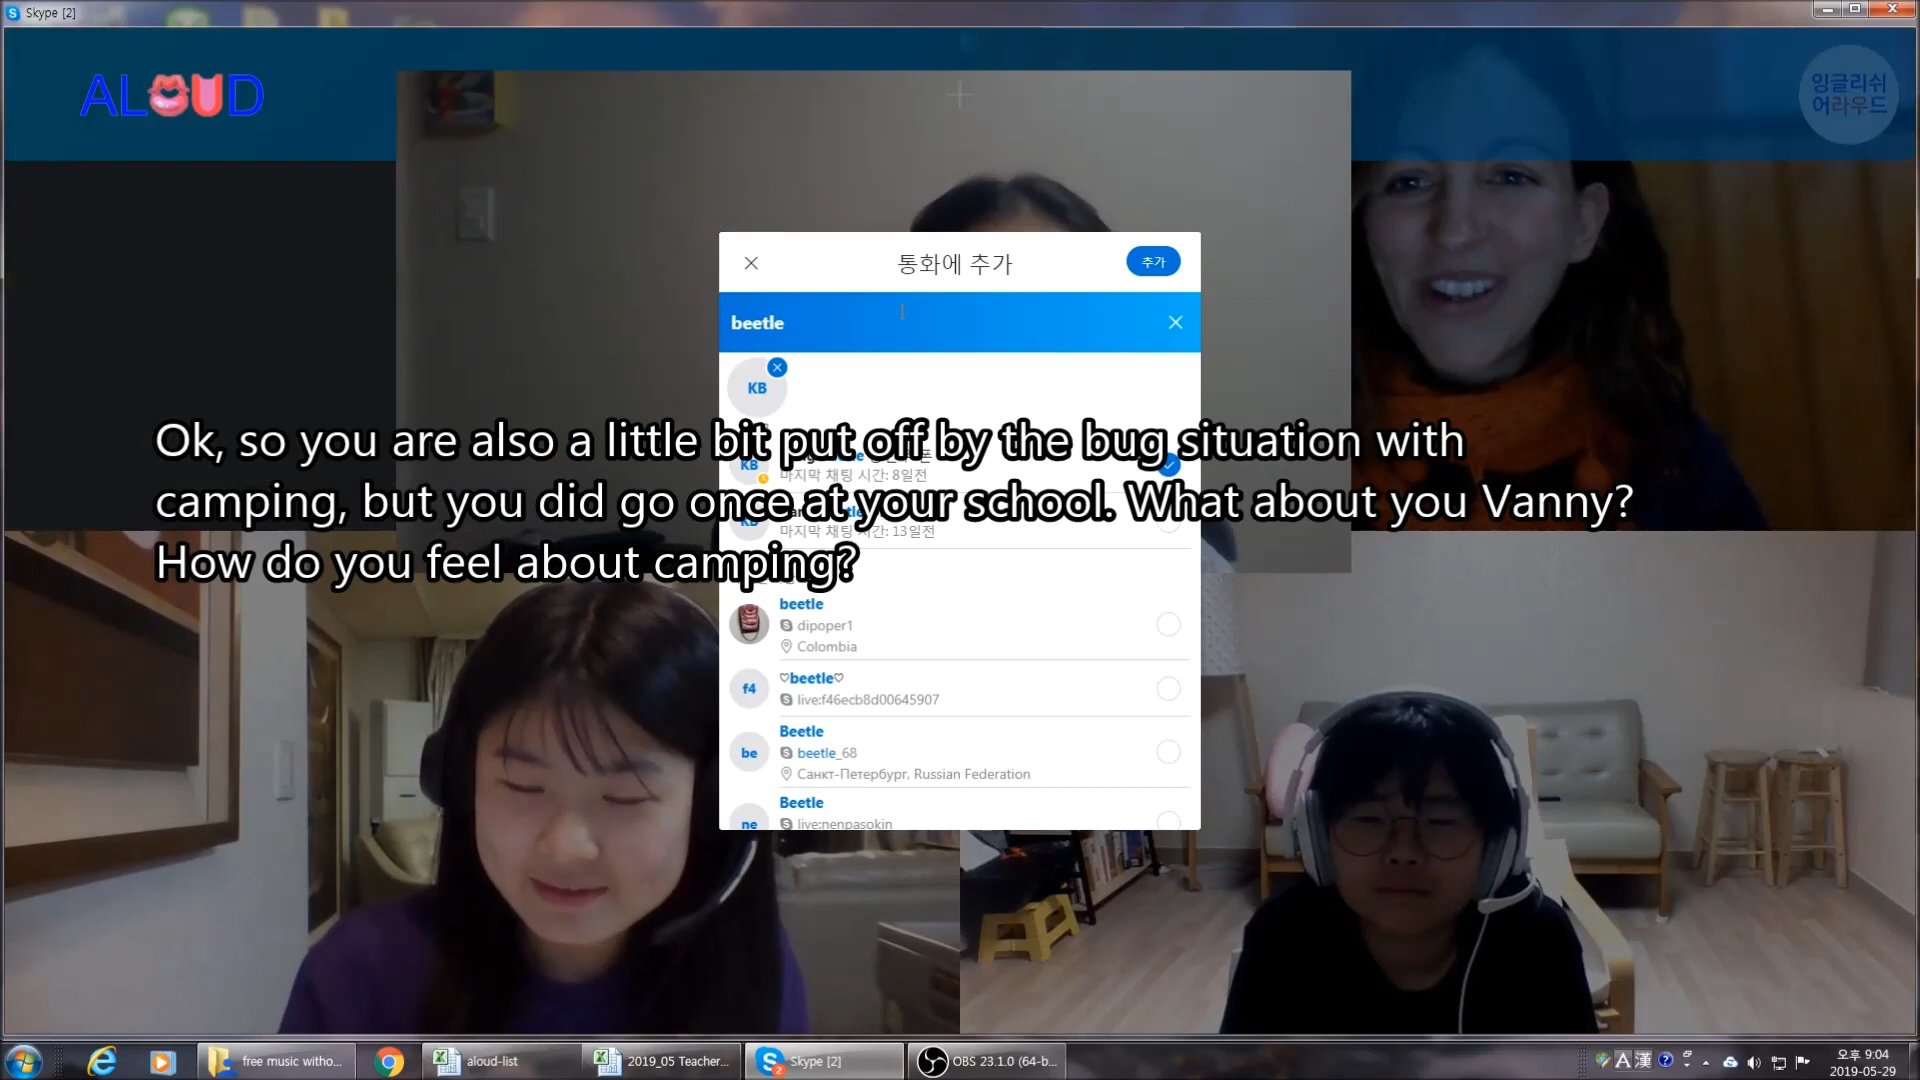 Skype [2]
ALOUD
잉글리쉬
어라우드
통화에 추가
추가
beetle
KB
Ok, so you are also a little bit put off by the bug situation with
camping, but you did go once at your school. What about you Vanny?
How do you feel about camping?
KB
마지막 채팅 시간: 8일전
마지막 채팅 시간: 13일전
beetle
dipoper1
Colombia
♡beetle♡
f4
live:f46ecb8d00645907
Beetle
be
beetle_68
Санкт-Петербург, Russian Federation
Beetle
ne
live:nenpasokin
free music witho...
aloud-list
2019_05 Teacher...
Skype [2]
OBS 23.1.0 (64-b...
A 漢
오후 9:04
2019-05-29